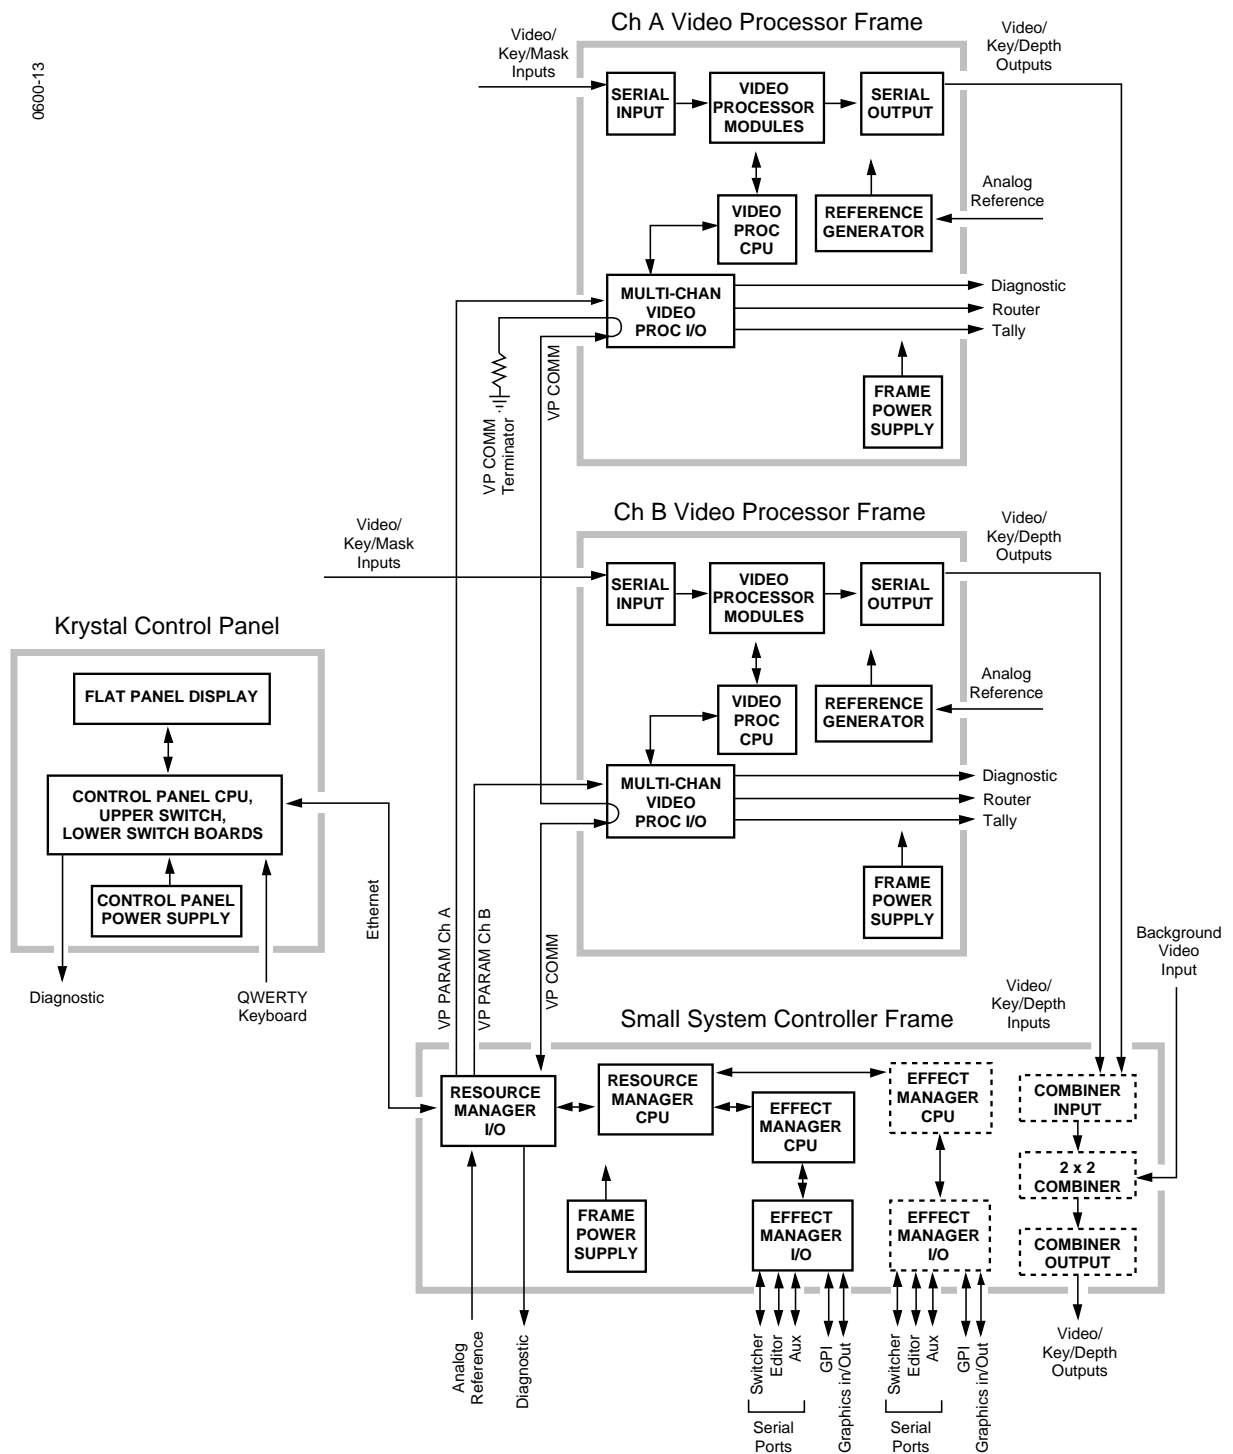 0600-13
Ch A Video Processor Frame
Video/
Key/Mask
Inputs
Video/
Key/Depth
Outputs
SERIAL
INPUT
VIDEO
PROCESSOR
MODULES
SERIAL
OUTPUT
VIDEO
PROC
CPU
REFERENCE
GENERATOR
Analog
Reference
MULTI-CHAN
VIDEO
PROC I/O
Diagnostic
Router
Tally
FRAME
POWER
SUPPLY
VP COMM
Terminator
VP COMM
Ch B Video Processor Frame
Video/
Key/Mask
Inputs
Video/
Key/Depth
Outputs
SERIAL
INPUT
VIDEO
PROCESSOR
MODULES
SERIAL
OUTPUT
VIDEO
PROC
CPU
REFERENCE
GENERATOR
Analog
Reference
MULTI-CHAN
VIDEO
PROC I/O
Diagnostic
Router
Tally
FRAME
POWER
SUPPLY
Krystal Control Panel
FLAT PANEL DISPLAY
CONTROL PANEL CPU,
UPPER SWITCH,
LOWER SWITCH BOARDS
CONTROL PANEL
POWER SUPPLY
Diagnostic
QWERTY
Keyboard
Ethernet
VP PARAM Ch A
VP PARAM Ch B
VP COMM
Background
Video
Input
Video/
Key/Depth
Inputs
Small System Controller Frame
RESOURCE
MANAGER
I/O
RESOURCE
MANAGER
CPU
EFFECT
MANAGER
CPU
EFFECT
MANAGER
CPU
COMBINER
INPUT
2 x 2
COMBINER
COMBINER
OUTPUT
FRAME
POWER
SUPPLY
EFFECT
MANAGER
I/O
EFFECT
MANAGER
I/O
Analog
Reference
Diagnostic
Switcher
Editor
Aux
GPI
Graphics in/Out
Serial
Ports
Switcher
Editor
Aux
GPI
Graphics in/Out
Serial
Ports
Video/
Key/Depth
Outputs